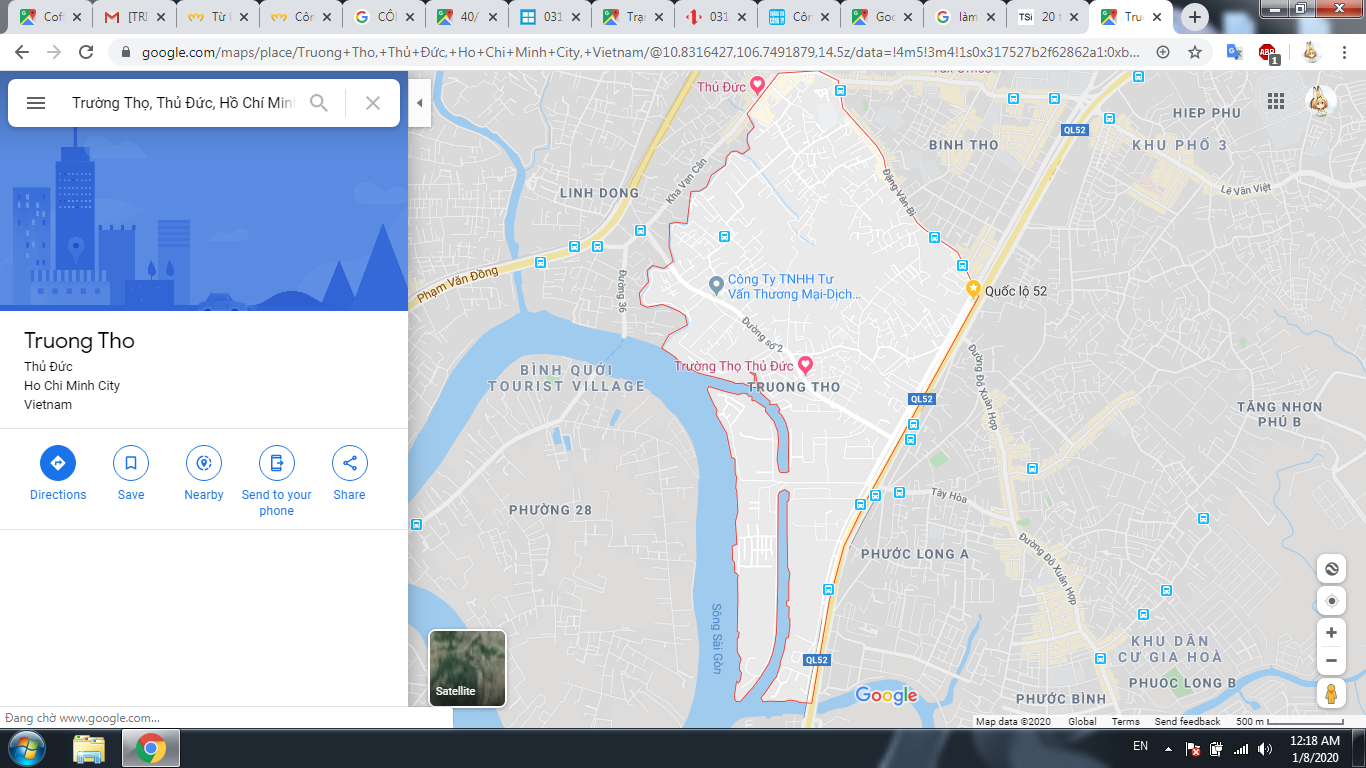 Cof
[TRI
Từ
Côn
CÔN
40/
031
Trạ
031
Côn
Goo
làm
TSi 20 t
Tru
google.com/maps/place/Truong+Tho,+Thủ+Đức,+Ho+Chi+Minh+City,+Vietnam/@10.8316427,106.7491879,14.5z/data=!4m5!3m4!1s0x317527b2f62862a1:0xb...
ABP
1
Trường Thọ, Thủ Đức, Hồ Chí Min
Truong Tho
Thủ Đức
Ho Chi Minh City
Vietnam
Directions
Save
Nearby
Send to your
phone
Share
Đang chờ www.google.com...
Thủ Đức
HIEP PHU
QL52
BINH THO
KHU PHỐ 3
Lê Văn Việt
LINH DONG
Kha Vạn Cân
Đặng Văn Bi
Phạm Văn Đồng
Đường 36
Công Ty TNHH Tư
Vấn Thương Mại-Dịch...
Quốc lộ 52
Đường số 2
Trường Thọ Thủ Đức
TRUONG THO
BÌNH QUỚI
TOURIST VILLAGE
QL52
Đường Đỗ Xuân Hợp
TĂNG NHƠN
PHÚ B
Tây Hòa
PHƯỜNG 28
PHƯỚC LONG A
Đường Đỗ Xuân Hợp
Sông Sài Gòn
KHU DÂN
CƯ GIA HOÀ
QL52
PHUOC LONG B
PHƯỚC BÌNH
Satellite
Google
Map data ©2020 Global Terms Send feedback 500 m
EN
12:18 AM
1/8/2020